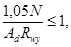 1,05N / A_d R_wy ≤ 1,